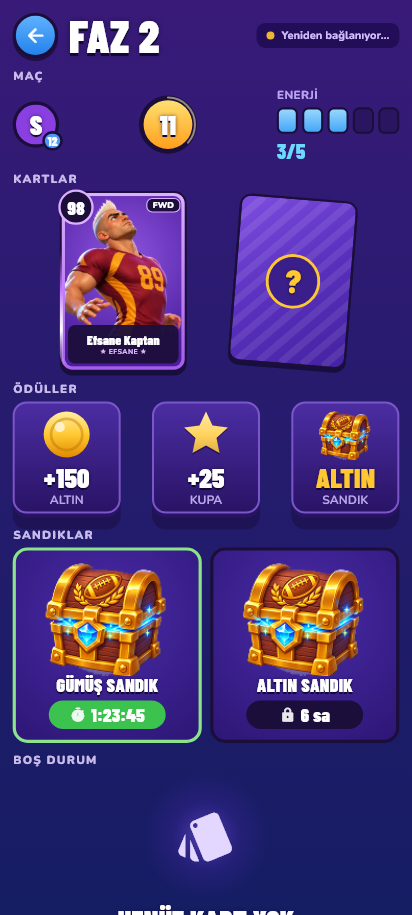 FAZ 2
Yeniden bağlanıyor...
MAÇ
S
12
11
ENERJİ
3/5
KARTLAR
98
FWD
89
Efsane Kaptan
★ EFSANE ★
?
ÖDÜLLER
+150
ALTIN
+25
KUPA
ALTIN
SANDIK
SANDIKLAR
GÜMÜŞ SANDIK
1:23:45
ALTIN SANDIK
6 sa
BOŞ DURUM